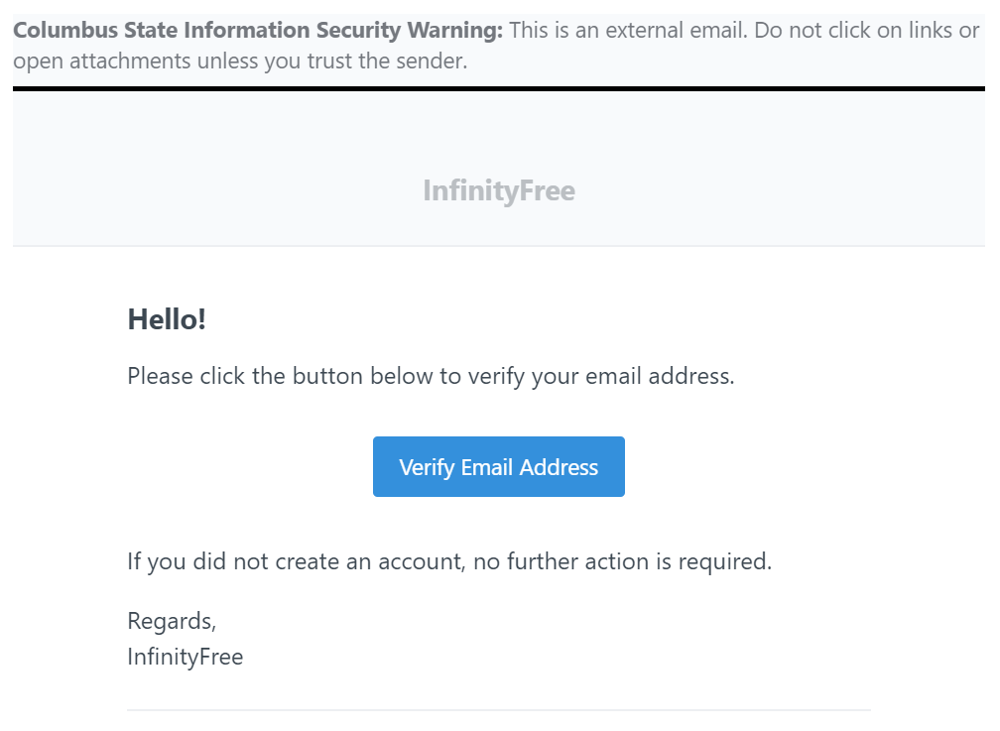 Columbus State Information Security Warning: This is an external email. Do not click on links or
open attachments unless you trust the sender.
InfinityFree
Hello!
Please click the button below to verify your email address.
Verify Email Address
If you did not create an account, no further action is required.
Regards,
InfinityFree